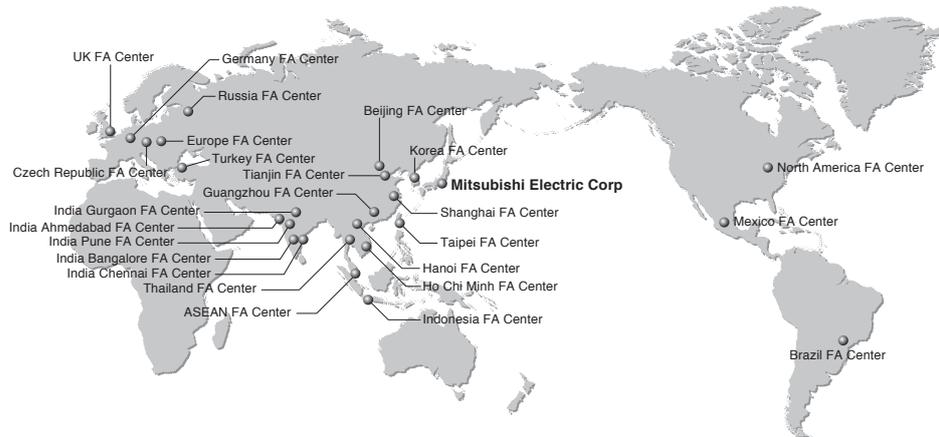 UK FA Center
Germany FA Center
Russia FA Center
Beijing FA Center
Europe FA Center
Korea FA Center
Turkey FA Center
Czech Republic FA Center
Tianjin FA Center
North America FA Center
Mitsubishi Electric Corp
Guangzhou FA Center
India Gurgaon FA Center
Shanghai FA Center
Mexico FA Center
India Ahmedabad FA Center
India Pune FA Center
Taipei FA Center
India Bangalore FA Center
Hanoi FA Center
India Chennai FA Center
Thailand FA Center
Ho Chi Minh FA Center
ASEAN FA Center
Indonesia FA Center
Brazil FA Center